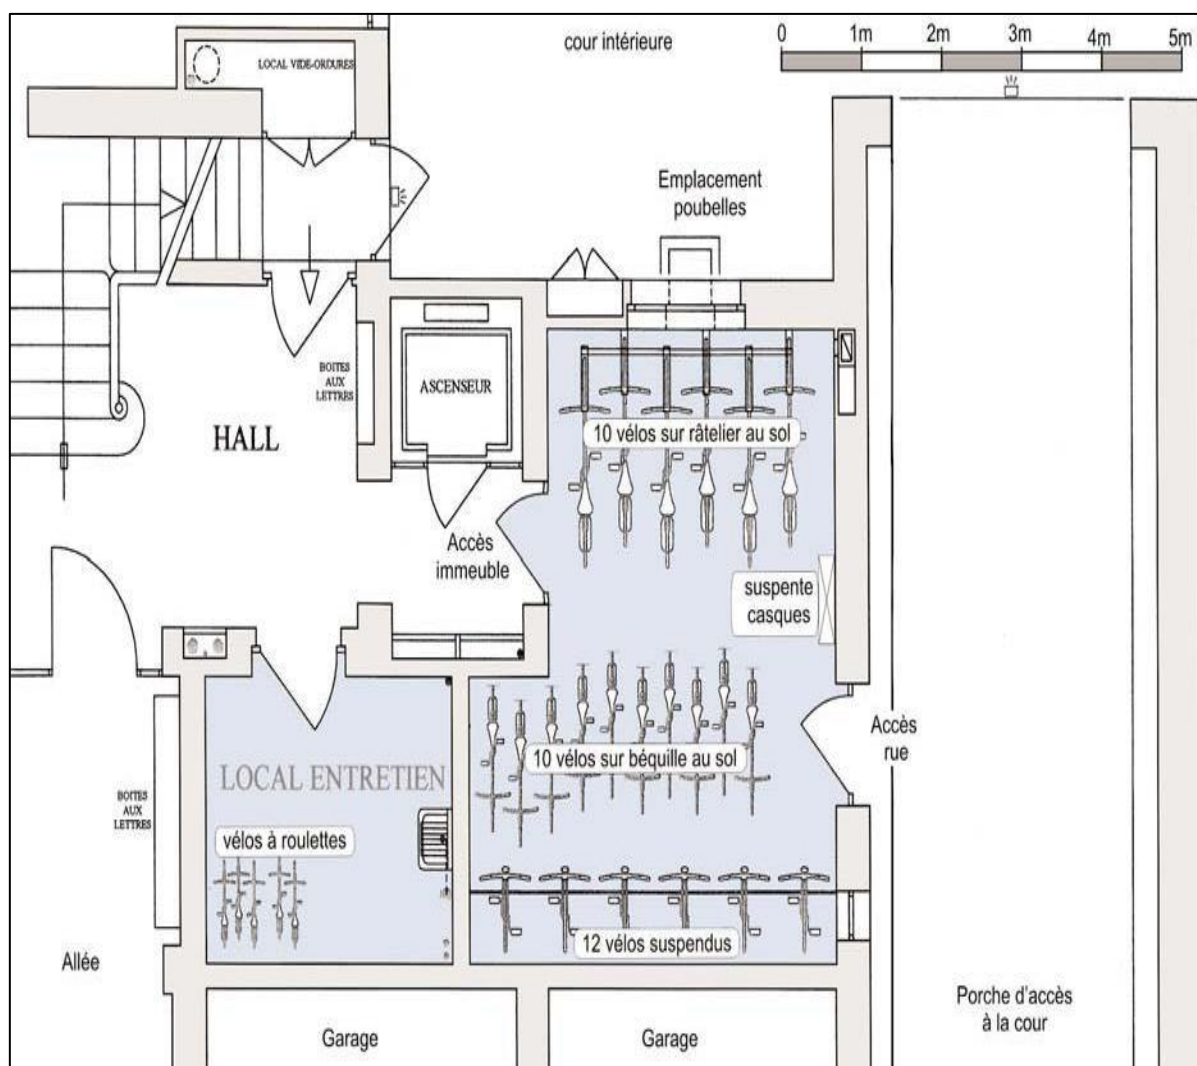 cour intérieure
0 1m 2m 3m 4m 5m
LOCAL VIDE-ORDURES
Emplacement
poubelles
BOITES
AUX
LETTRES
ASCENSEUR
HALL
10 vélos sur râtelier au sol
Accès
immeuble
suspente
casques
Accès
rue
10 vélos sur béquille au sol
LOCAL ENTRETIEN
BOITES
AUX
LETTRES
vélos à roulettes
12 vélos suspendus
Allée
Garage
Garage
Porche d'accès
à la cour